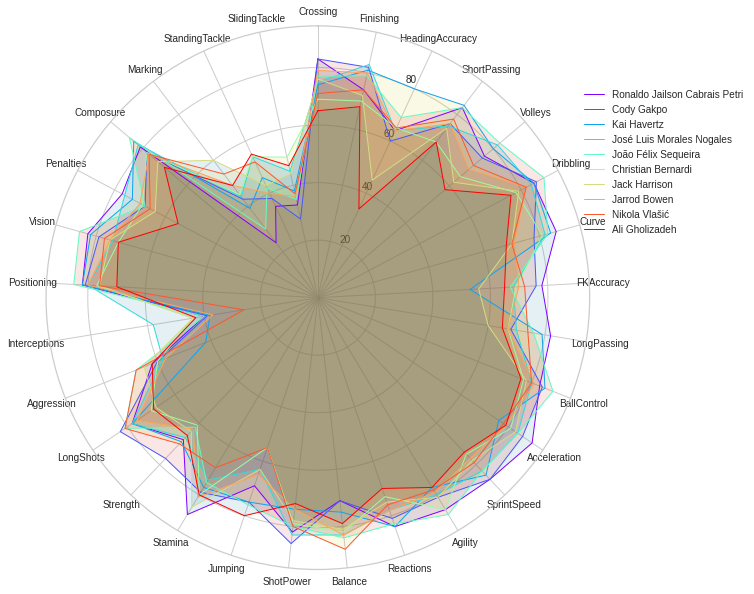 Crossing
Finishing
HeadingAccuracy
ShortPassing
Volleys
Dribbling
Curve
FKAccuracy
LongPassing
BallControl
Acceleration
SprintSpeed
Agility
Reactions
Balance
ShotPower
Jumping
Stamina
Strength
LongShots
Aggression
Interceptions
Positioning
Vision
Penalties
Composure
Marking
StandingTackle
SlidingTackle
80
60
40
20
Ronaldo Jailson Cabrais Petri
Cody Gakpo
Kai Havertz
José Luis Morales Nogales
João Félix Sequeira
Christian Bernardi
Jack Harrison
Jarrod Bowen
Nikola Vlašić
Ali Gholizadeh